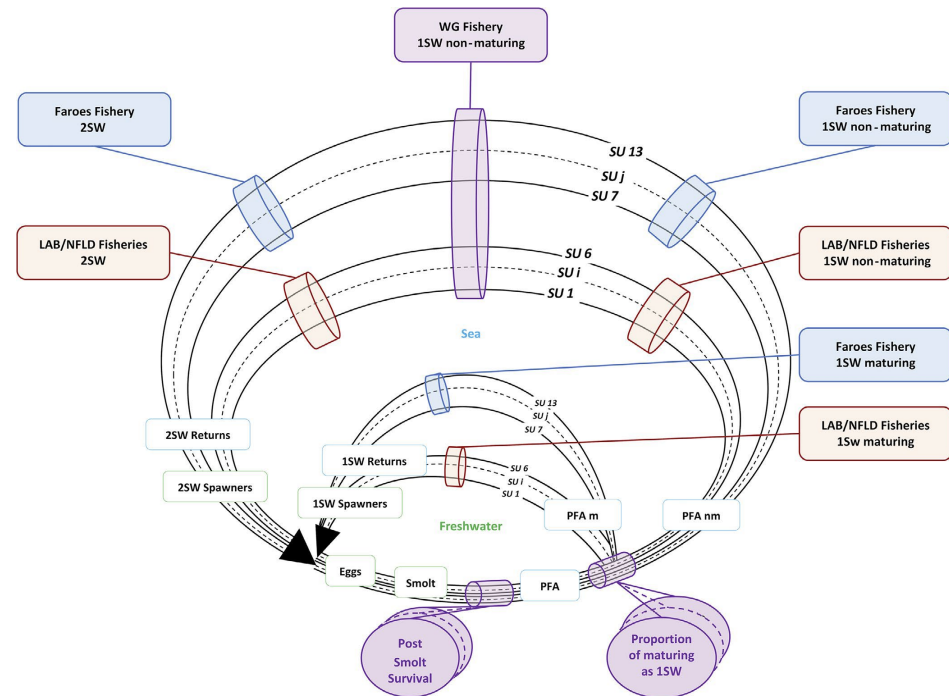 WG Fishery
1SW non-maturing
Faroes Fishery
2SW
Faroes Fishery
1SW non-maturing
SU 13
SU j
SU 7
LAB/NFLD Fisheries
2SW
LAB/NFLD Fisheries
1SW non-maturing
SU 6
SU i
SU 1
Sea
Faroes Fishery
1SW maturing
SU 13
SU j
SU 7
LAB/NFLD Fisheries
1Sw maturing
2SW Returns
1SW Returns
SU 6
SU i
SU 1
2SW Spawners
1SW Spawners
PFA m
PFA nm
Freshwater
Eggs
Smolt
PFA
Post
Smolt
Survival
Proportion
of maturing
as 1SW